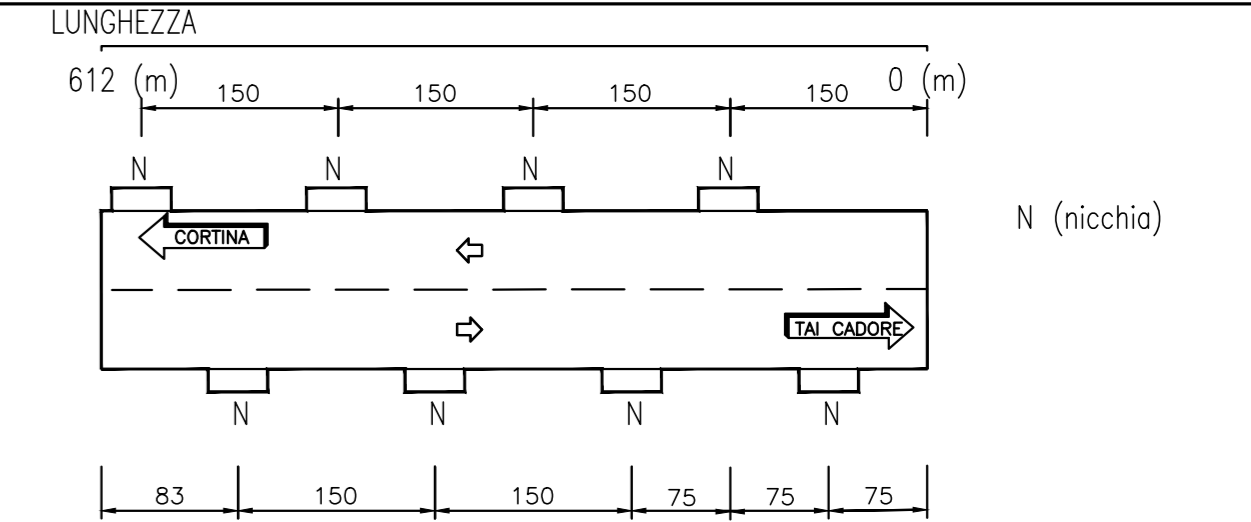 LUNGHEZZA
612 (m) 0 (m)
150 150 150 150
N N N N
N (nicchia)
CORTINA
TAI CADORE
N N N N
83 150 150 75 75 75